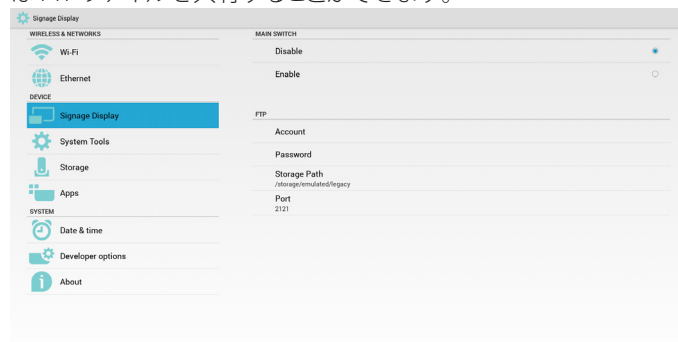 Signage Display
WIRELESS & NETWORKS
Wi-Fi
Ethernet
DEVICE
Signage Display
System Tools
Storage
Apps
SYSTEM
Date & time
Developer options
About
MAIN SWITCH
Disable
Enable
FTP
Account
Password
Storage Path
/storage/emulated/legacy
Port
2121